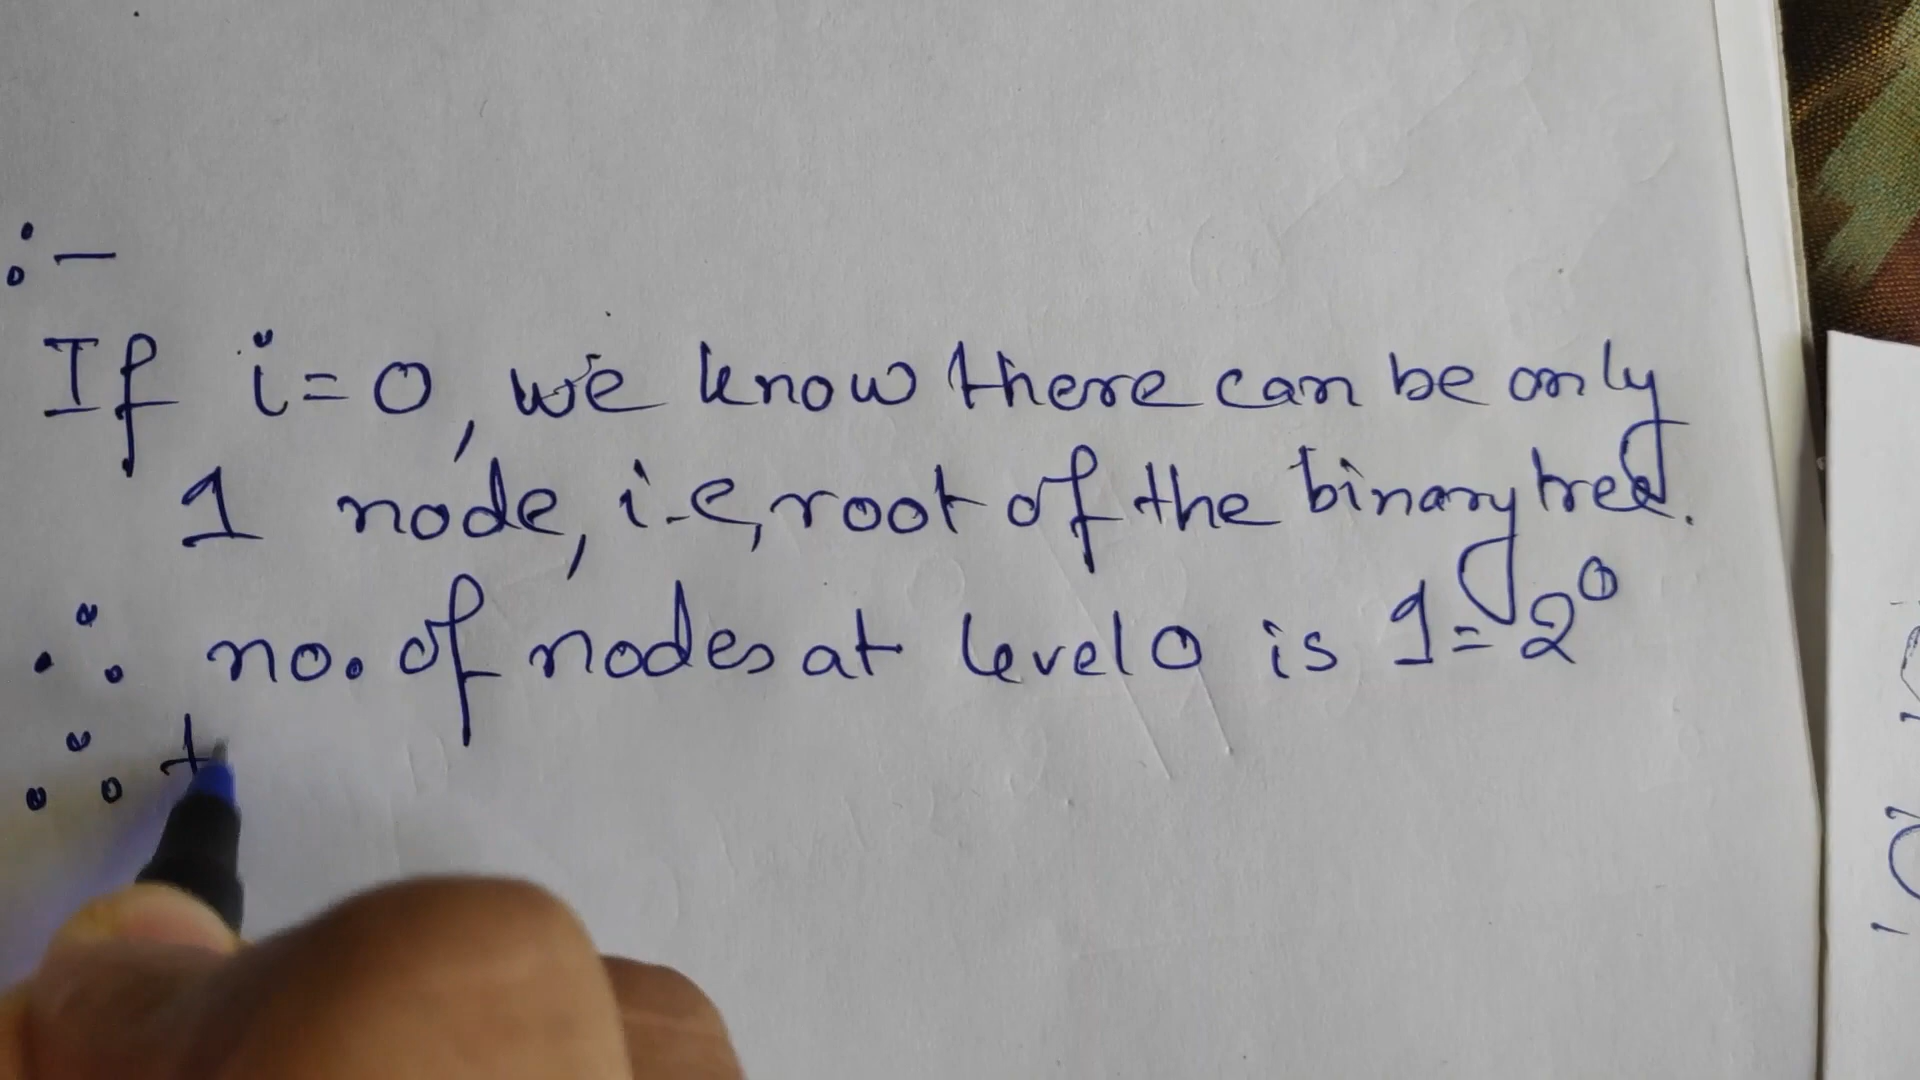 :-
If i=0, we know there can be only
1 node, i.e, root of the binary tree.
∴ no. of nodes at level 0 is 1=2⁰
∴ t